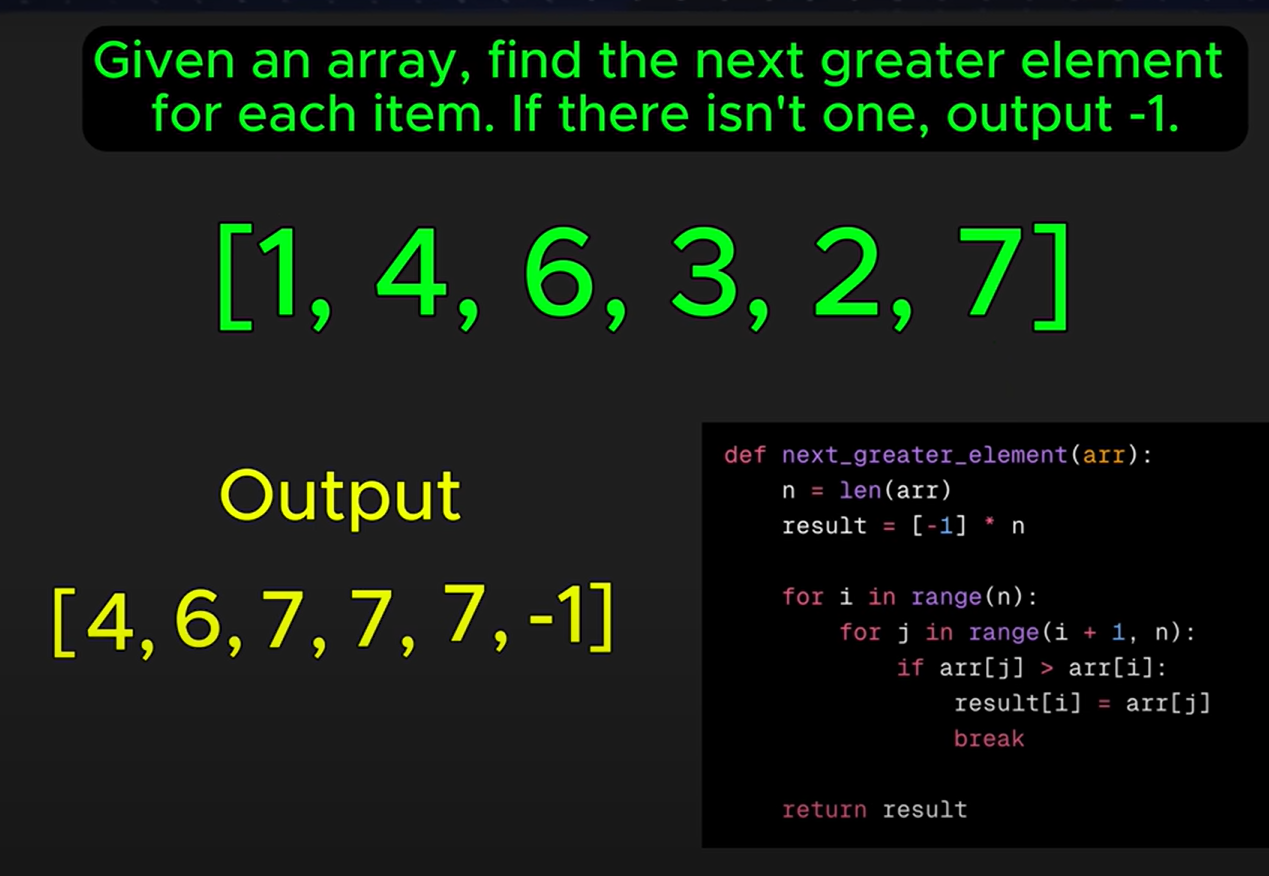 Given an array, find the next greater element
for each item. If there isn't one, output -1.
[1, 4, 6, 3, 2, 7]
Output
[4, 6, 7, 7, 7, -1]
def next_greater_element(arr):
    n = len(arr)
    result = [-1] * n
    for i in range(n):
        for j in range(i + 1, n):
            if arr[j] > arr[i]:
                result[i] = arr[j]
                break
    return result